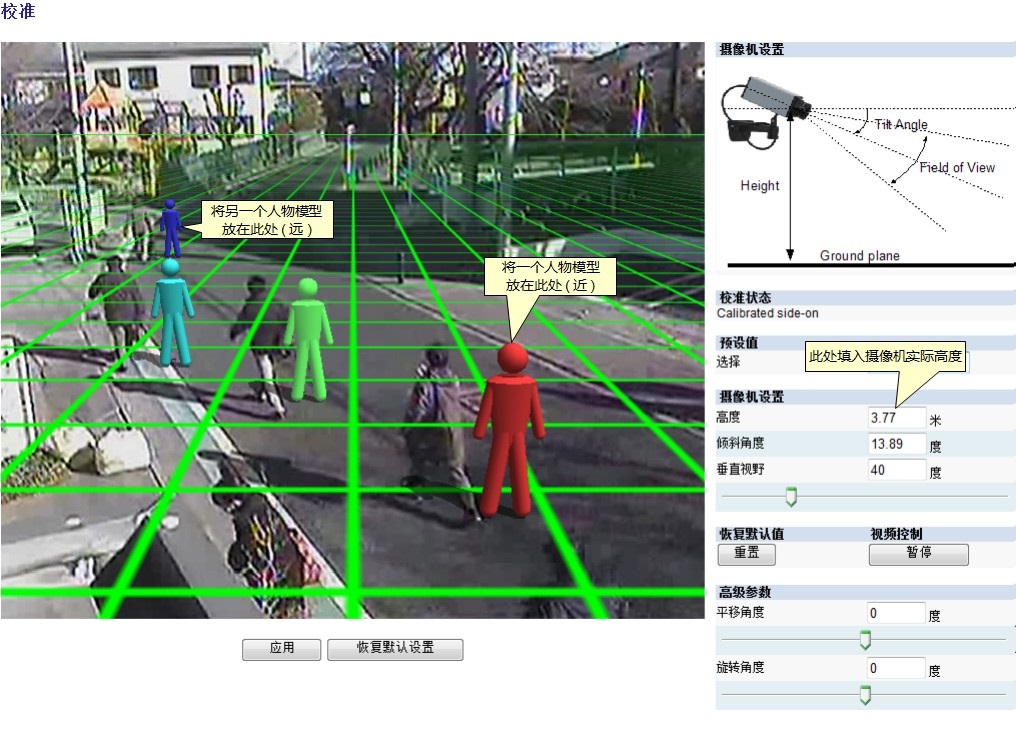 校准
摄像机设置
Tilt Angle
Field of View
Height
Ground plane
将另一个人物模型
放在此处 ( 远 )
将一个人物模型
放在此处 ( 近 )
校准状态
Calibrated side-on
预设值
选择
此处填入摄像机实际高度
摄像机设置
高度 3.77 米
倾斜角度 13.89 度
垂直视野 40 度
恢复默认值 视频控制
重置 暂停
高级参数
平移角度 0 度
旋转角度 0 度
应用 恢复默认设置